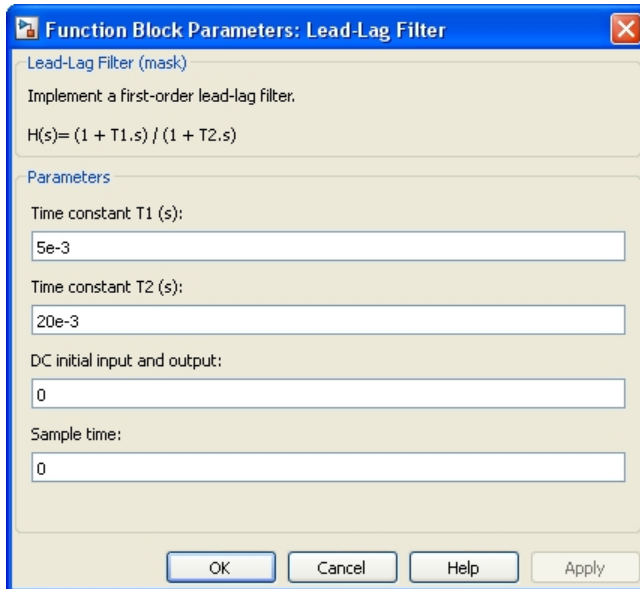 Function Block Parameters: Lead-Lag Filter
Lead-Lag Filter (mask)
Implement a first-order lead-lag filter.
H(s)= (1 + T1.s) / (1 + T2.s)
Parameters
Time constant T1 (s):
5e-3
Time constant T2 (s):
20e-3
DC initial input and output:
0
Sample time:
0
OK Cancel Help Apply